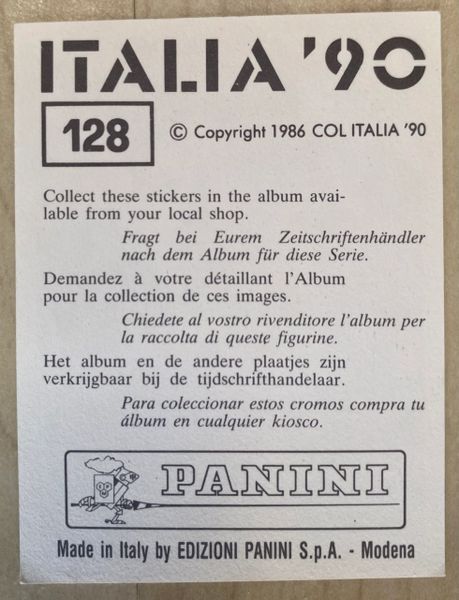 ITALIA '90
128
© Copyright 1986 COL ITALIA '90
Collect these stickers in the album avai-
lable from your local shop.
Fragt bei Eurem Zeitschriftenhändler
nach dem Album für diese Serie.
Demandez à votre détaillant l'Album
pour la collection de ces images.
Chiedete al vostro rivenditore l'album per
la raccolta di queste figurine.
Het album en de andere plaatjes zijn
verkrijgbaar bij de tijdschrifthandelaar.
Para coleccionar estos cromos compra tu
álbum en cualquier kiosco.
PANINI
Made in Italy by EDIZIONI PANINI S.p.A. - Modena